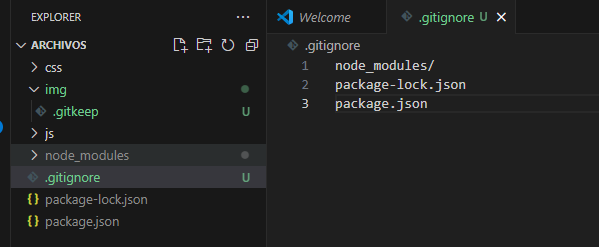 EXPLORER
ARCHIVOS
css
img
.gitkeep U
js
node_modules
.gitignore U
package-lock.json
package.json
Welcome
.gitignore U
.gitignore
1 node_modules/
2 package-lock.json
3 package.json